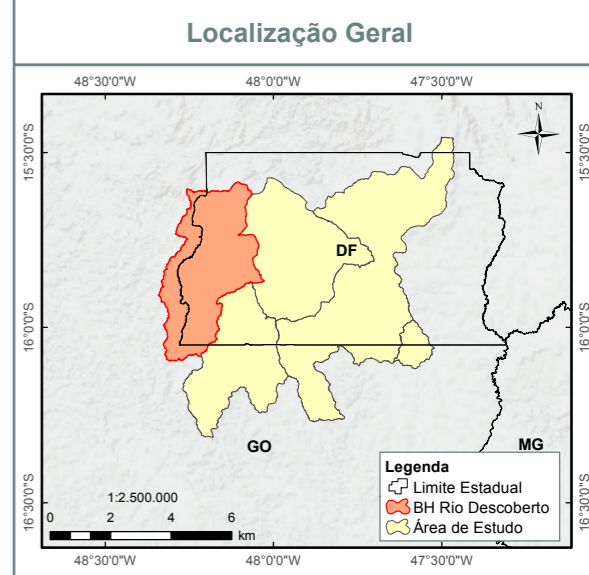 Localização Geral
48°30'0"W 48°0'0"W 47°30'0"W
N
15°30'0"S 15°30'0"S
DF
16°0'0"S 16°0'0"S
GO MG
Legenda
Limite Estadual
BH Rio Descoberto
Área de Estudo
1:2.500.000
0 2 4 6
km
16°30'0"S 16°30'0"S
48°30'0"W 48°0'0"W 47°30'0"W